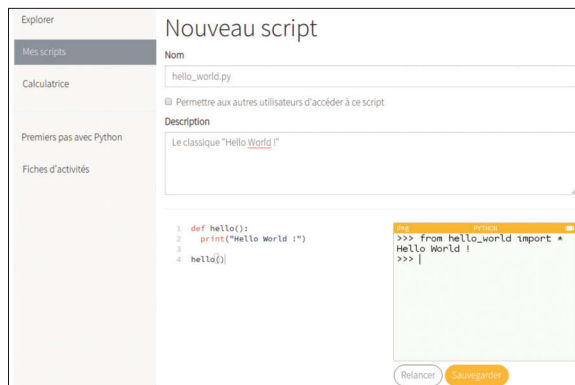 Explorer
Mes scripts
Calculatrice
Premiers pas avec Python
Fiches d'activités
Nouveau script
Nom
hello_world.py
Permettre aux autres utilisateurs d'accéder à ce script
Description
Le classique "Hello World !"
1 def hello():
2 print("Hello World !")
3
4 hello()
deg PYTHON
>>> from hello_world import *
Hello World !
>>>
Relancer Sauvegarder